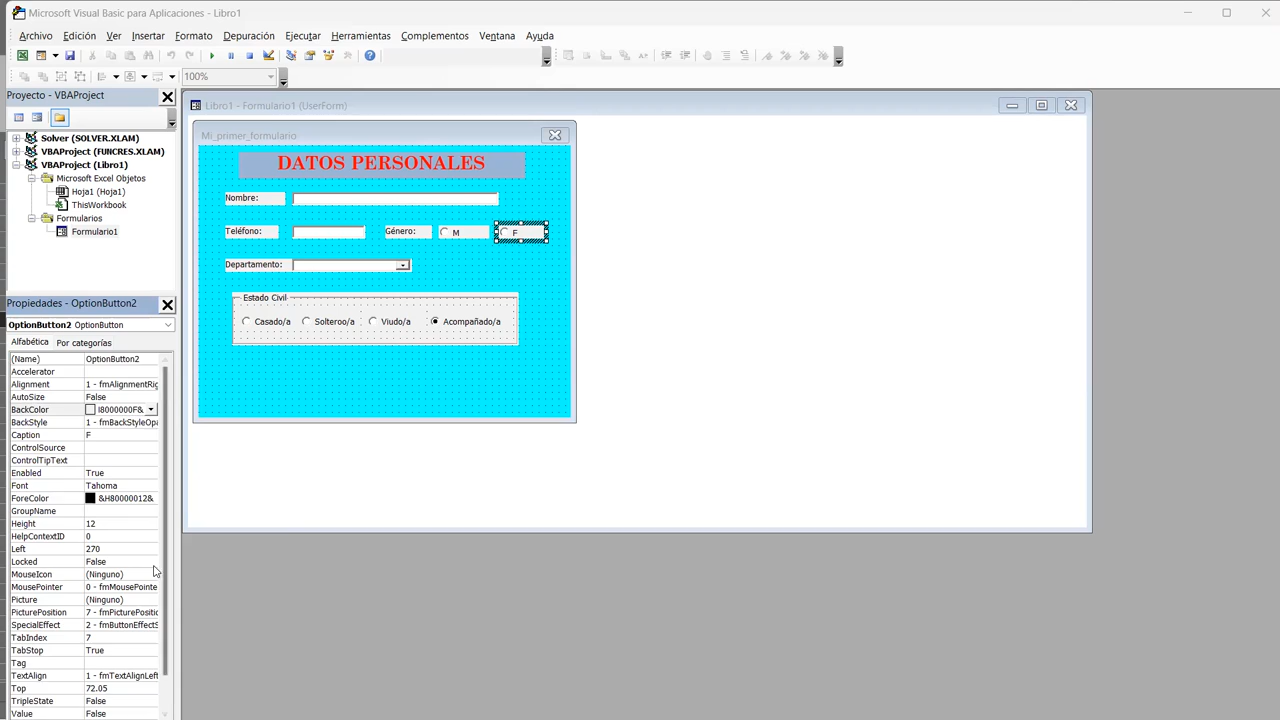 Microsoft Visual Basic para Aplicaciones - Libro1
Archivo Edición Ver Insertar Formato Depuración Ejecutar Herramientas Complementos Ventana Ayuda
100%
Proyecto - VBAProject
Solver (SOLVER.XLAM)
VBAProject (FUNCRES.XLAM)
VBAProject (Libro1)
Microsoft Excel Objetos
Hoja1 (Hoja1)
ThisWorkbook
Formularios
Formulario1
Libro1 - Formulario1 (UserForm)
Mi_primer_formulario
DATOS PERSONALES
Nombre:
Teléfono: Género: M F
Departamento:
Estado Civil
Casado/a Solteroo/a Viudo/a Acompañado/a
Propiedades - OptionButton2
OptionButton2 OptionButton
Alfabética Por categorías
(Name) OptionButton2
Accelerator
Alignment 1 - fmAlignmentRig
AutoSize False
BackColor I8000000F&
BackStyle 1 - fmBackStyleOpa
Caption F
ControlSource
ControlTipText
Enabled True
Font Tahoma
ForeColor &H80000012&
GroupName
Height 12
HelpContextID 0
Left 270
Locked False
MouseIcon (Ninguno)
MousePointer 0 - fmMousePointe
Picture (Ninguno)
PicturePosition 7 - fmPicturePositic
SpecialEffect 2 - fmButtonEffectS
TabIndex 7
TabStop True
Tag
TextAlign 1 - fmTextAlignLeft
Top 72.05
TripleState False
Value False